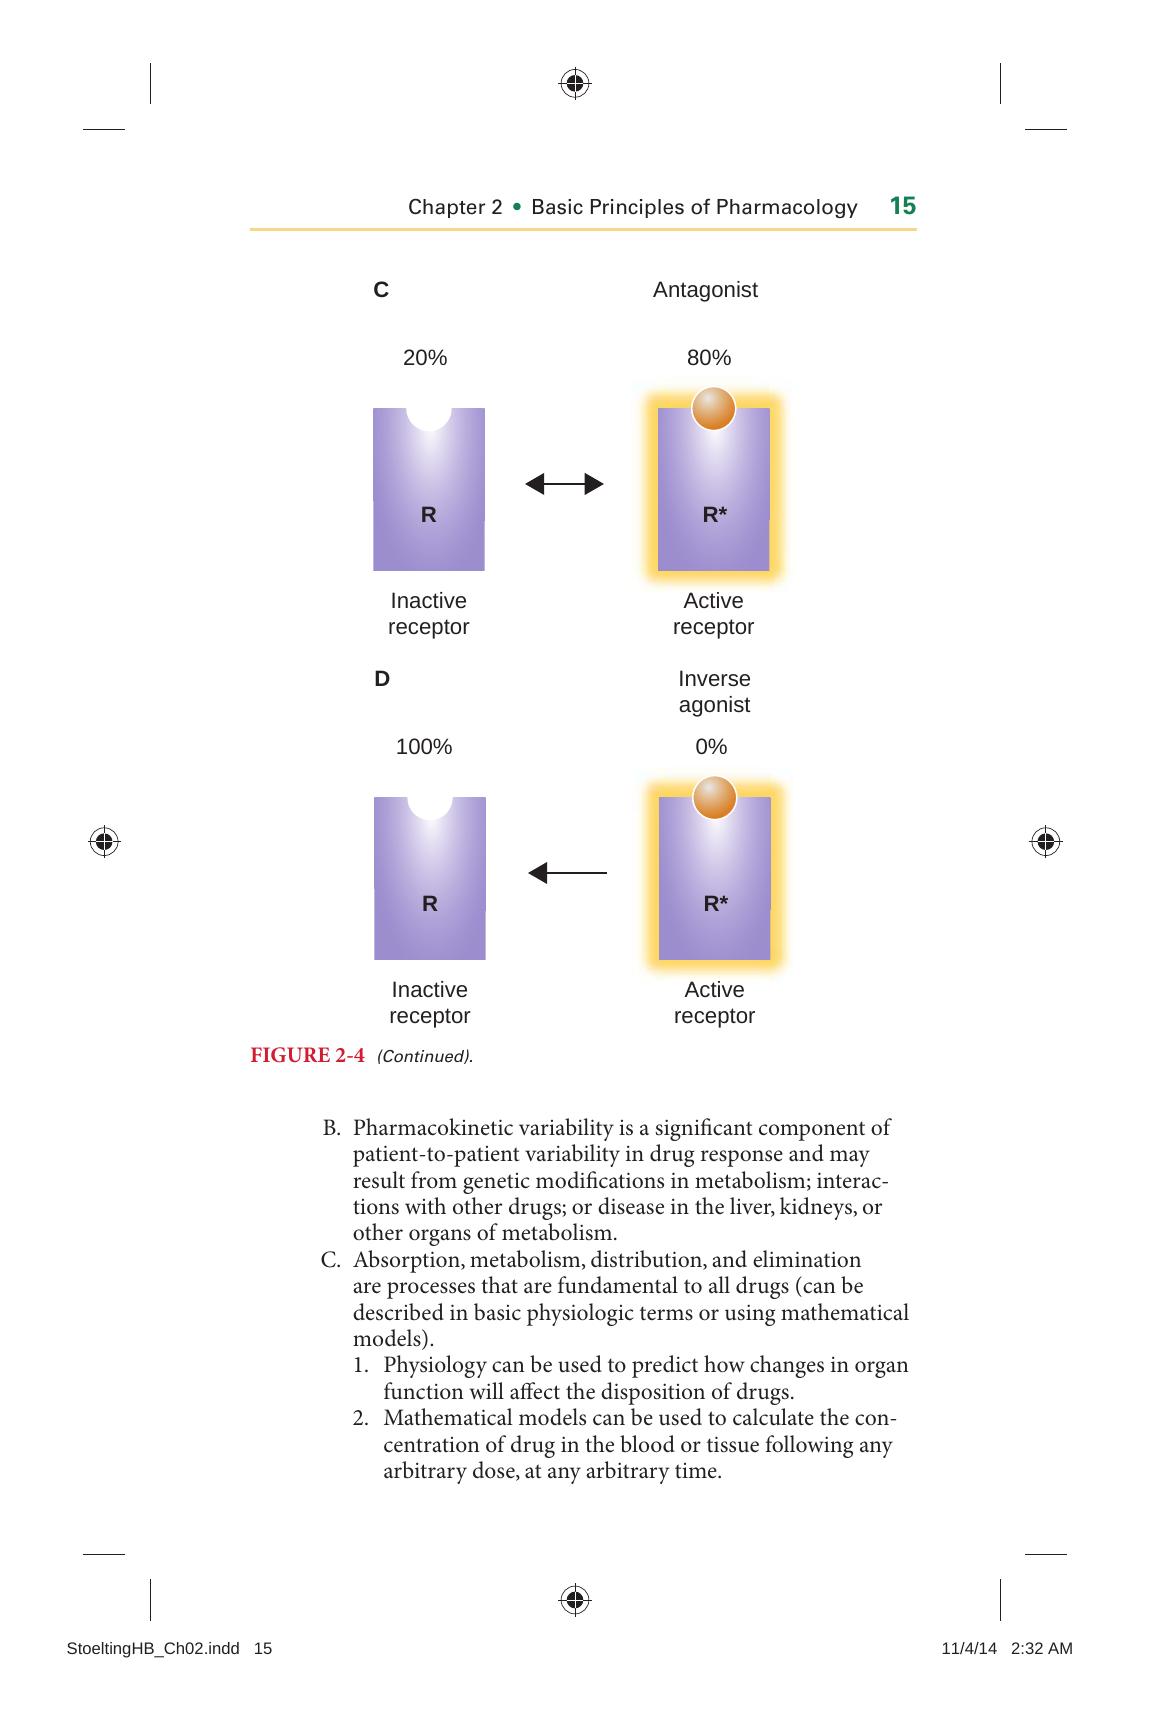 Chapter 2 • Basic Principles of Pharmacology 15
C
Antagonist
20%
80%
R
R*
Inactive
receptor
Active
receptor
D
Inverse
agonist
100%
0%
R
R*
Inactive
receptor
Active
receptor
FIGURE 2-4 (Continued).
B. Pharmacokinetic variability is a significant component of
patient-to-patient variability in drug response and may
result from genetic modifications in metabolism; interac-
tions with other drugs; or disease in the liver, kidneys, or
other organs of metabolism.
C. Absorption, metabolism, distribution, and elimination
are processes that are fundamental to all drugs (can be
described in basic physiologic terms or using mathematical
models).
1. Physiology can be used to predict how changes in organ
function will affect the disposition of drugs.
2. Mathematical models can be used to calculate the con-
centration of drug in the blood or tissue following any
arbitrary dose, at any arbitrary time.
StoeltingHB_Ch02.indd 15
11/4/14 2:32 AM